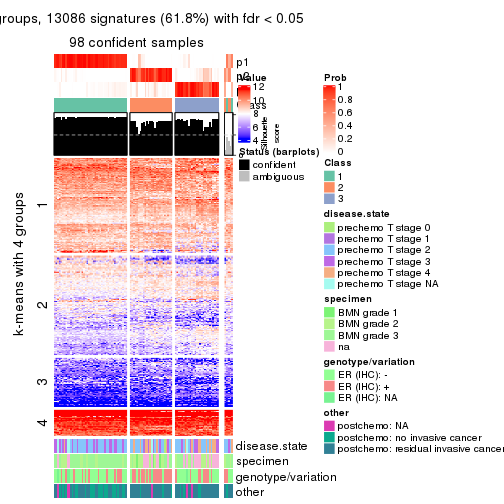 groups, 13086 signatures (61.8%) with fdr < 0.05
98 confident samples
p1
p2
Value
12
10
8
6
4
Class
Silhouette
score
Status (barplots)
confident
ambiguous
k-means with 4 groups
1
2
3
4
disease.state
specimen
genotype/variation
other
Prob
1
0.8
0.6
0.4
0.2
0
Class
1
2
3
disease.state
prechemo T stage 0
prechemo T stage 1
prechemo T stage 2
prechemo T stage 3
prechemo T stage 4
prechemo T stage NA
specimen
BMN grade 1
BMN grade 2
BMN grade 3
na
genotype/variation
ER (IHC): -
ER (IHC): +
ER (IHC): NA
other
postchemo: NA
postchemo: no invasive cancer
postchemo: residual invasive cancer